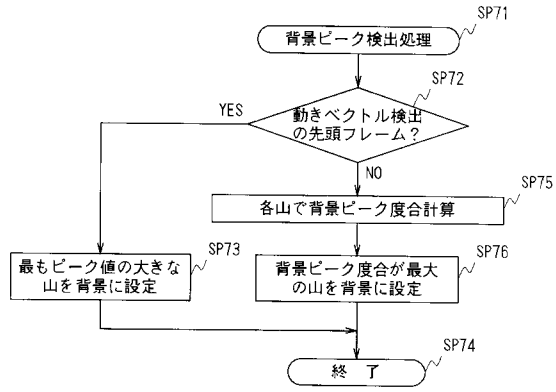 SP71
背景ピーク検出処理
SP72
動きベクトル検出
の先頭フレーム?
YES
NO
SP75
各山で背景ピーク度合計算
SP73
最もピーク値の大きな
山を背景に設定
SP76
背景ピーク度合が最大
の山を背景に設定
SP74
終 了